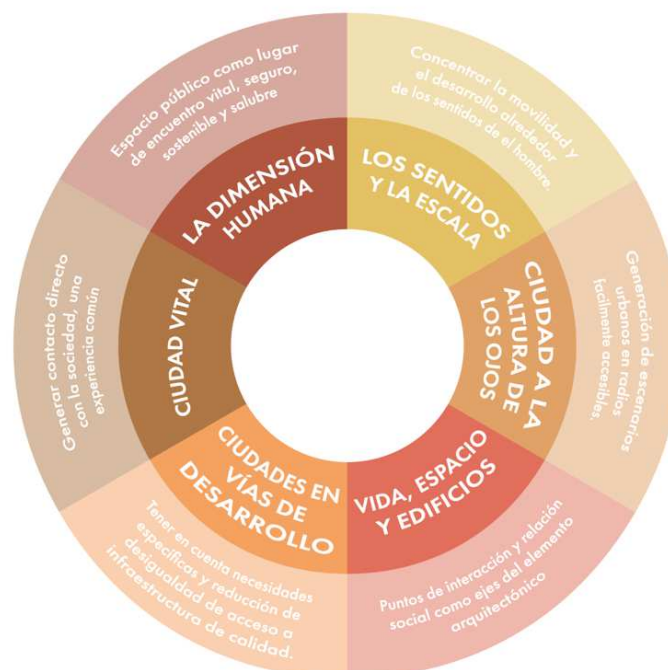 Espacio público como lugar
de encuentro vital, seguro,
sostenible y salubre
LA DIMENSIÓN
HUMANA
Concentrar la movilidad y
el desarrollo alrededor
de los sentidos de el hombre.
LOS SENTIDOS
Y LA ESCALA
Generación de escenarios
urbanos en radios
facilmente accesibles.
CIUDAD A LA
ALTURA DE
LOS OJOS
VIDA, ESPACIO
Y EDIFICIOS
Puntos de interacción y relación
social como ejes del elemento
arquitectónico
CIUDADES EN
VÍAS DE
DESARROLLO
Tener en cuenta necesidades
específicas y reducción de
desigualdad de acceso a
infraestructura de calidad.
CIUDAD VITAL
Generar contacto directo
con la sociedad, una
experiencia común